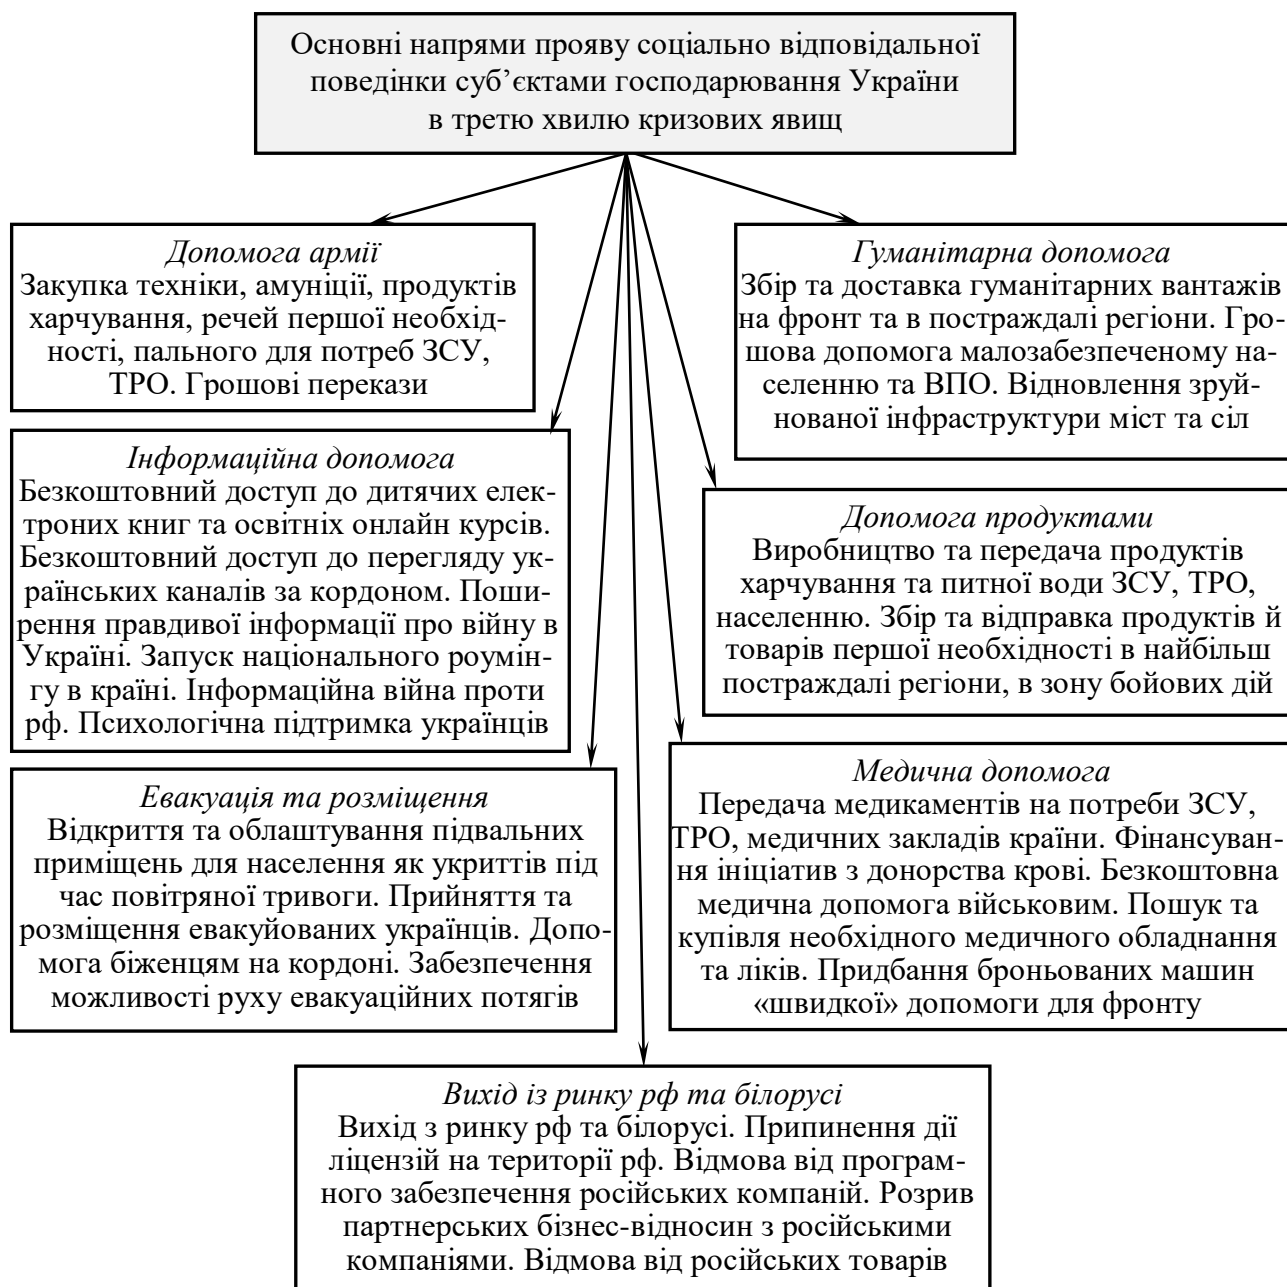 Основні напрями прояву соціально відповідальної
поведінки суб’єктами господарювання України
в третю хвилю кризових явищ
Допомога армії
Закупка техніки, амуніції, продуктів
харчування, речей першої необхід-
ності, пального для потреб ЗСУ,
ТРО. Грошові перекази
Гуманітарна допомога
Збір та доставка гуманітарних вантажів
на фронт та в постраждалі регіони. Гро-
шова допомога малозабезпеченому на-
селенню та ВПО. Відновлення зруй-
нованої інфраструктури міст та сіл
Інформаційна допомога
Безкоштовний доступ до дитячих елек-
троних книг та освітніх онлайн курсів.
Безкоштовний доступ до перегляду ук-
раїнських каналів за кордоном. Поши-
рення правдивої інформації про війну в
Україні. Запуск національного роумін-
гу в країні. Інформаційна війна проти
рф. Психологічна підтримка українців
Допомога продуктами
Виробництво та передача продуктів
харчування та питної води ЗСУ, ТРО,
населенню. Збір та відправка продуктів й
товарів першої необхідності в найбільш
постраждалі регіони, в зону бойових дій
Евакуація та розміщення
Відкриття та облаштування підвальних
приміщень для населення як укриттів під
час повітряної тривоги. Прийняття та
розміщення евакуйованих українців. Допо-
мога біженцям на кордоні. Забезпечення
можливості руху евакуаційних потягів
Медична допомога
Передача медикаментів на потреби ЗСУ,
ТРО, медичних закладів країни. Фінансуван-
ня ініціатив з донорства крові. Безкоштовна
медична допомога військовим. Пошук та
купівля необхідного медичного обладнання
та ліків. Придбання броньованих машин
«швидкої» допомоги для фронту
Вихід із ринку рф та білорусі
Вихід з ринку рф та білорусі. Припинення дії
ліцензій на території рф. Відмова від програм-
ного забезпечення російських компаній. Розрив
партнерських бізнес-відносин з російськими
компаніями. Відмова від російських товарів